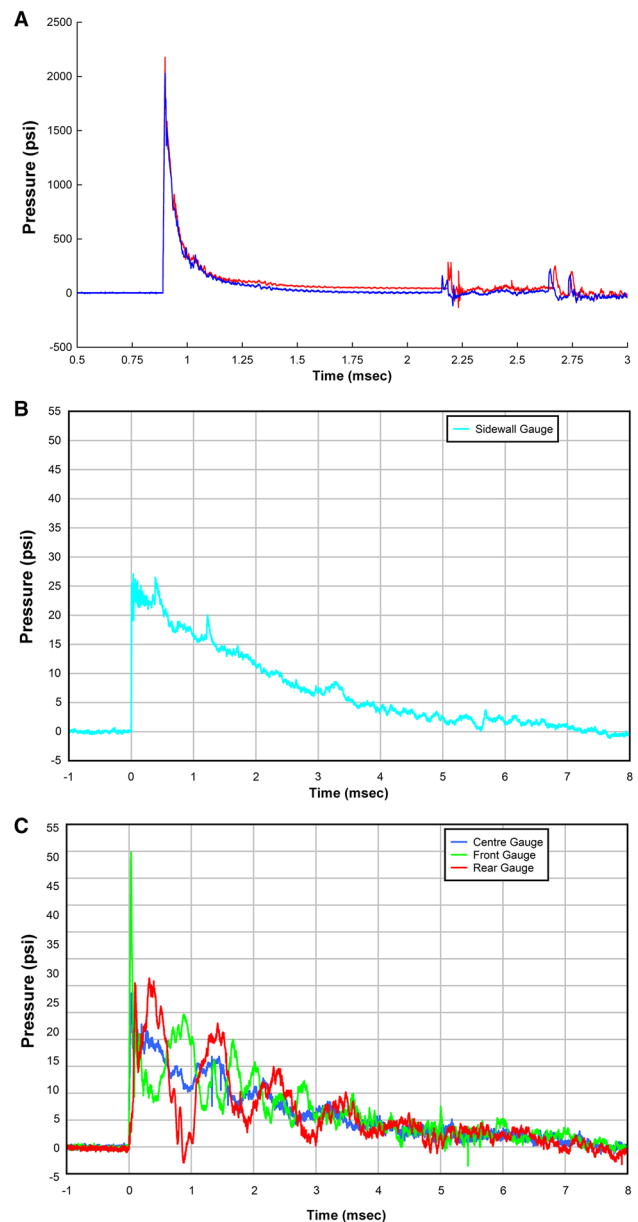 A
2500
2000
1500
1000
500
0
-500
Pressure (psi)
0.5 0.75 1 1.25 1.5 1.75 2 2.25 2.5 2.75 3
Time (msec)
B
55
50
45
40
35
30
25
20
15
10
5
0
-5
Pressure (psi)
Sidewall Gauge
-1 0 1 2 3 4 5 6 7 8
Time (msec)
C
55
50
45
40
35
30
25
20
15
10
5
0
-5
Pressure (psi)
Centre Gauge
Front Gauge
Rear Gauge
-1 0 1 2 3 4 5 6 7 8
Time (msec)